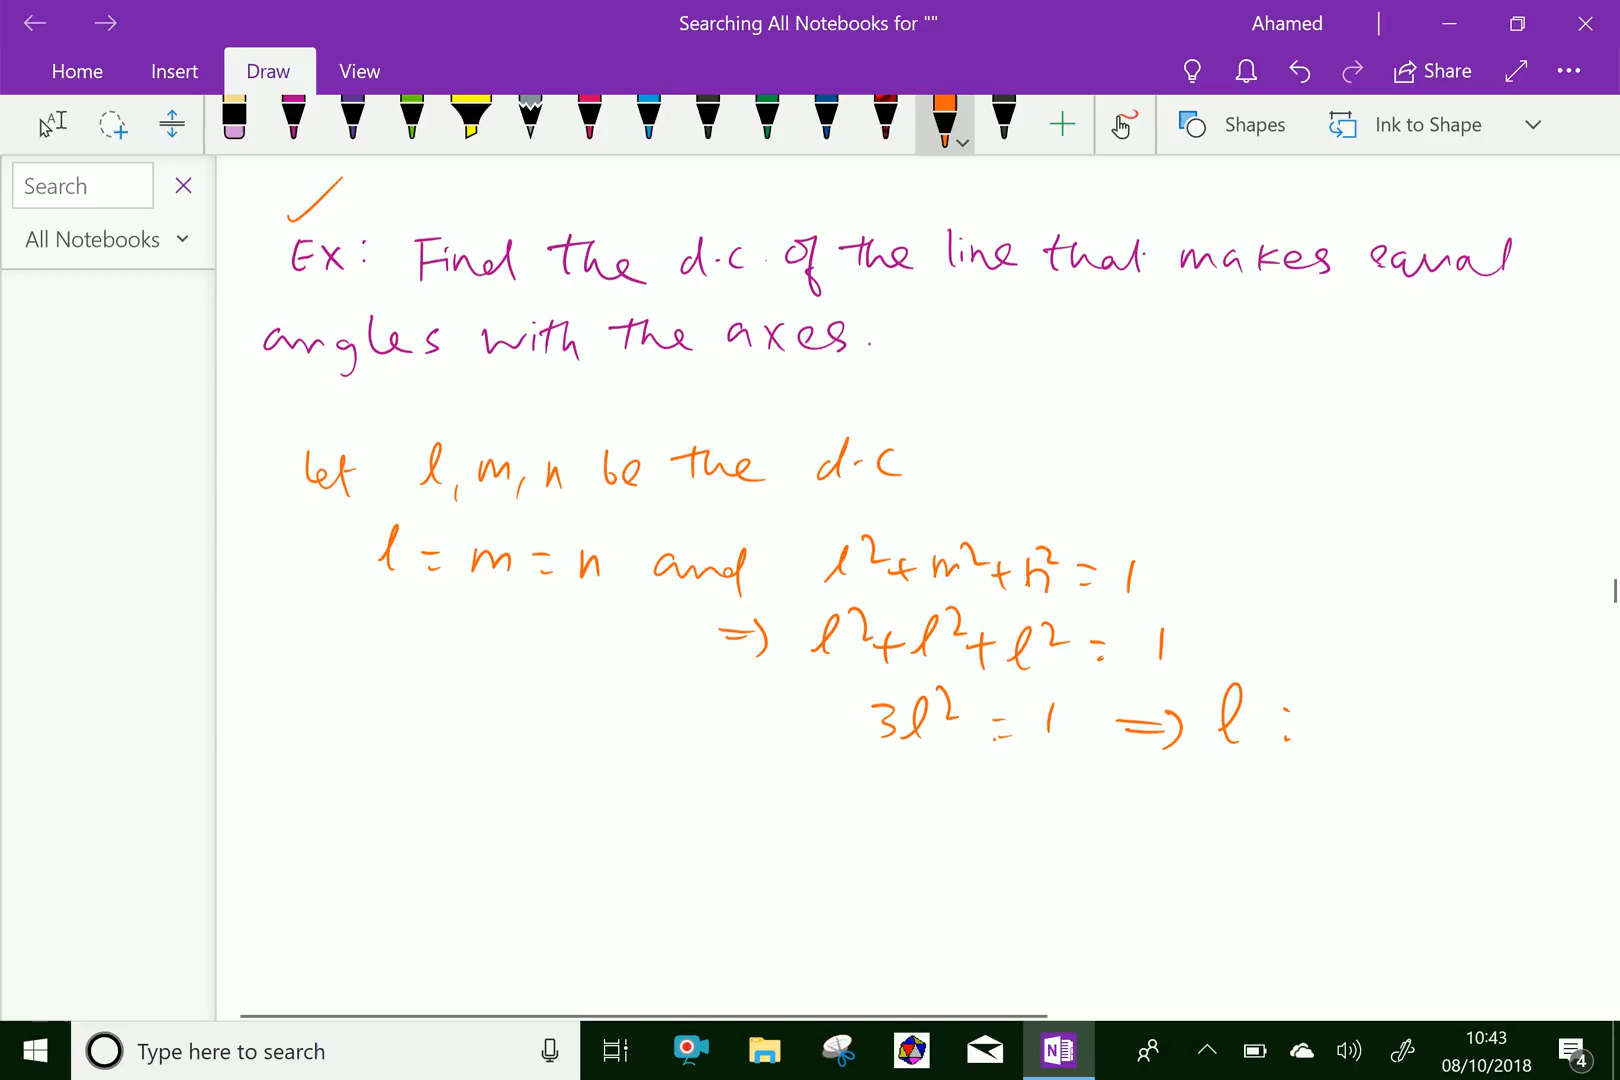 Searching All Notebooks for ""
Ahamed
Home Insert Draw View
Share
Shapes
Ink to Shape
Search
All Notebooks
Ex: Find the d.c. of the line that makes equal
angles with the axes.
let l, m, n be the d.c
l = m = n and l²+m²+n² = 1
=> l²+l²+l² = 1
3l² = 1 => l :
Type here to search
10:43
08/10/2018
4